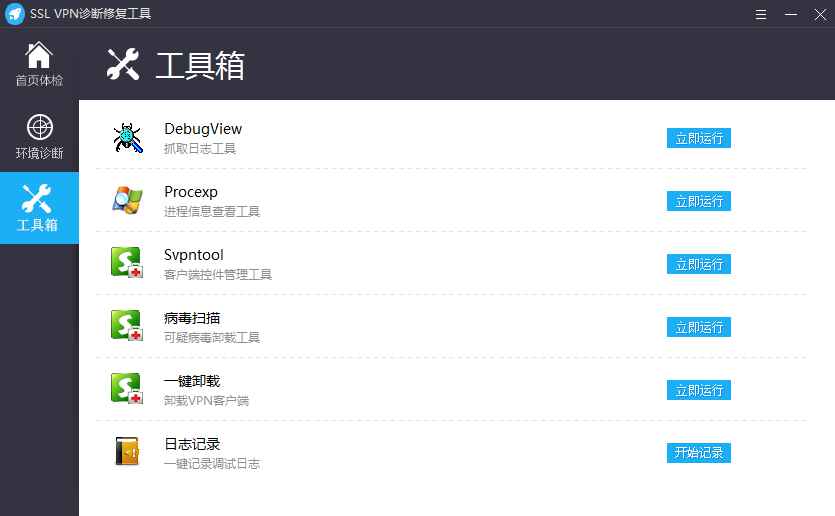 SSL VPN诊断修复工具
首页体检
环境诊断
工具箱
工具箱
DebugView
抓取日志工具
立即运行
Procexp
进程信息查看工具
立即运行
Svpntool
客户端控件管理工具
立即运行
病毒扫描
可疑病毒卸载工具
立即运行
一键卸载
卸载VPN客户端
立即运行
日志记录
一键记录调试日志
开始记录